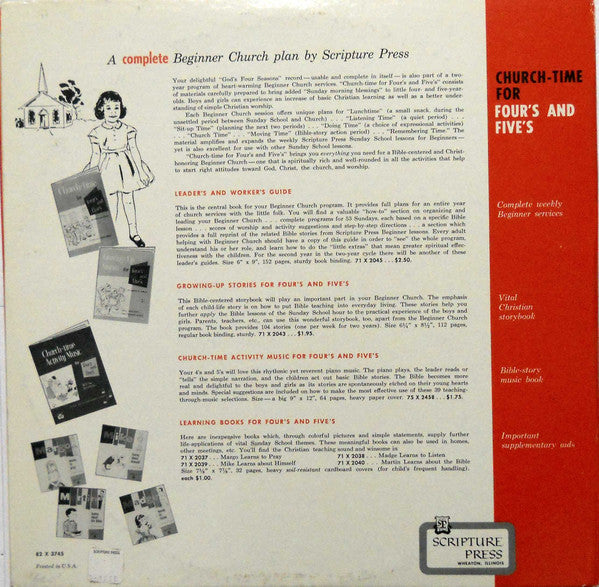 A complete Beginner Church plan by Scripture Press
Your delightful "God's Four Seasons" record—usable and complete in itself—is also part of a two-
year program of heart-warming Beginner Church services. "Church-time for Four's and Five's" consists
of materials carefully prepared to bring added "Sunday morning blessings" to little four- and five-year-
olds. Boys and girls can experience an increase of basic Christian learning as well as a better under-
standing of simple Christian worship.
Each Beginner Church session offers unique plans for "Lunchtime" (a small snack, during the
unsettled period between Sunday School and Church) . . . "Listening Time" (a quiet period) . . .
"Sit-up Time" (planning the next two periods) . . . "Doing Time" (a choice of expressional activities)
. . . "Church Time" . . . "Moving Time" (Bible-story action period) . . . "Remembering Time." The
material amplifies and expands the weekly Scripture Press Sunday School lessons for Beginners—
yet is also excellent for use with other Sunday School lessons.
"Church-time for Four's and Five's" brings you everything you need for a Bible-centered and Christ-
honoring Beginner Church—one that is spiritually rich and well-rounded in all the activities that help
to start right attitudes toward God, Christ, the church, and worship.
LEADER'S AND WORKER'S GUIDE
This is the central book for your Beginner Church program. It provides full plans for an entire year
of church services with the little folk. You will find a valuable "how-to" section on organizing and
leading your Beginner Church . . . complete programs for 53 Sundays, each based on a specific Bible
lesson . . . scores of worship and activity suggestions and step-by-step directions . . . a section which
provides a full reprint of the related Bible stories from Scripture Press Beginner lessons. Every adult
helping with Beginner Church should have a copy of this guide in order to "see" the whole program,
understand his or her role, and learn how to do the "little extras" that mean greater spiritual effec-
tiveness with the children. For the second year in the two-year cycle there will be another of these
leader's guides. Size 6" x 9", 152 pages, sturdy book binding. 71 X 2045 . . . $2.50.
GROWING-UP STORIES FOR FOUR'S AND FIVE'S
This Bible-centered storybook will play an important part in your Beginner Church. The emphasis
of each child-life story is on how to put Bible teaching into everyday living. These stories help you
further apply the Bible lessons of the Sunday School hour to the practical experience of the boys and
girls. Parents, teachers, etc., can use this wonderful storybook, too, apart from the Beginner Church
program. The book provides 104 stories (one per week for two years). Size 6½" x 8½", 112 pages,
regular book binding, sturdy. 71 X 2043 . . . $1.95.
CHURCH-TIME ACTIVITY MUSIC FOR FOUR'S AND FIVE'S
Your 4's and 5's will love this rhythmic yet reverent piano music. The piano plays, the leader reads or
"tells" the simple narration, and the children act out basic Bible stories. The Bible becomes more
real and delightful to the boys and girls as its stories are spontaneously etched on their young hearts
and minds. Special suggestions are included on how to make the most effective use of these 39 teaching-
through-music selections. Size—a big 9" x 12", 64 pages, heavy paper cover. 75 X 2458 . . . $1.75.
LEARNING BOOKS FOR FOUR'S AND FIVE'S
Here are inexpensive books which, through colorful pictures and simple statements, supply further
life-applications of vital Sunday School themes. These meaningful books can also be used in homes,
other meetings, etc. You'll find the Christian teaching sound and winsome in
71 X 2037 . . . Mango Learns to Pray 71 X 2038 . . . Madge Learns to Listen
71 X 2039 . . . Mike Learns about Himself 71 X 2040 . . . Martin Learns about the Bible
Size 7½" x 7½", 32 pages, heavy soil-resistant cardboard covers (for child's frequent handling).
each $1.00.
CHURCH-TIME
FOR
FOUR'S AND
FIVE'S
Complete weekly
Beginner services
Vital
Christian
storybook
Bible-story
music book
Important
supplementary aids
Church-time
for
four's
and
five's
Church-time
Activity Music
82 X 3745
Printed in U.S.A.
SCRIPTURE PRESS
SP
SCRIPTURE
PRESS
WHEATON, ILLINOIS